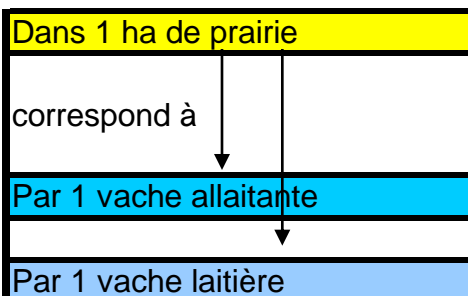 Dans 1 ha de prairie
correspond à
Par 1 vache allaitante
Par 1 vache laitière